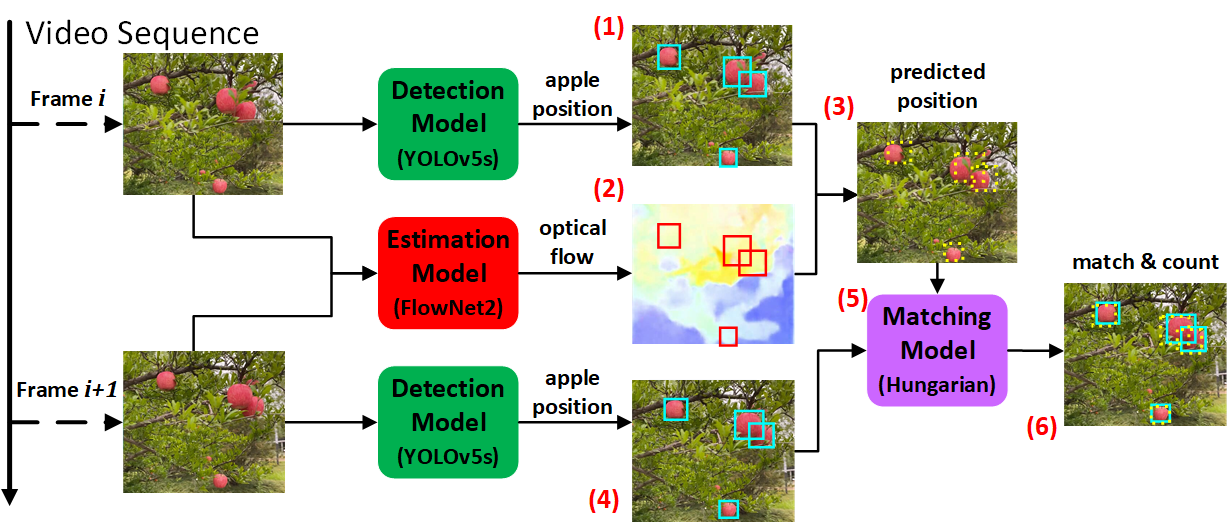 Video Sequence
Frame i
Detection
Model
(YOLOv5s)
apple
position
(1)
(2)
Estimation
Model
(FlowNet2)
optical
flow
predicted
position
(3)
Frame i+1
Detection
Model
(YOLOv5s)
apple
position
(4)
(5)
Matching
Model
(Hungarian)
match & count
(6)